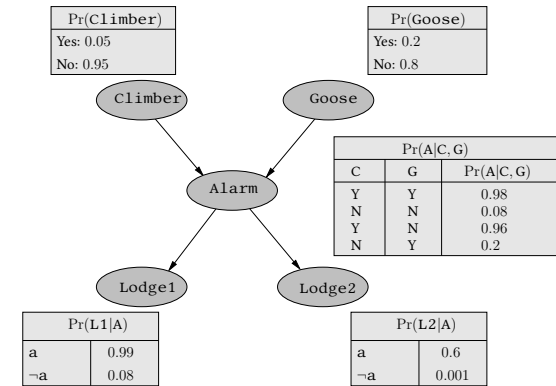 Pr(Climber)
Yes: 0.05
No: 0.95
Pr(Goose)
Yes: 0.2
No: 0.8
Climber
Goose
Pr(A|C, G)
C G Pr(A|C, G)
Y Y 0.98
N N 0.08
Y N 0.96
N Y 0.2
Alarm
Lodge1
Lodge2
Pr(L1|A)
a 0.99
¬a 0.08
Pr(L2|A)
a 0.6
¬a 0.001